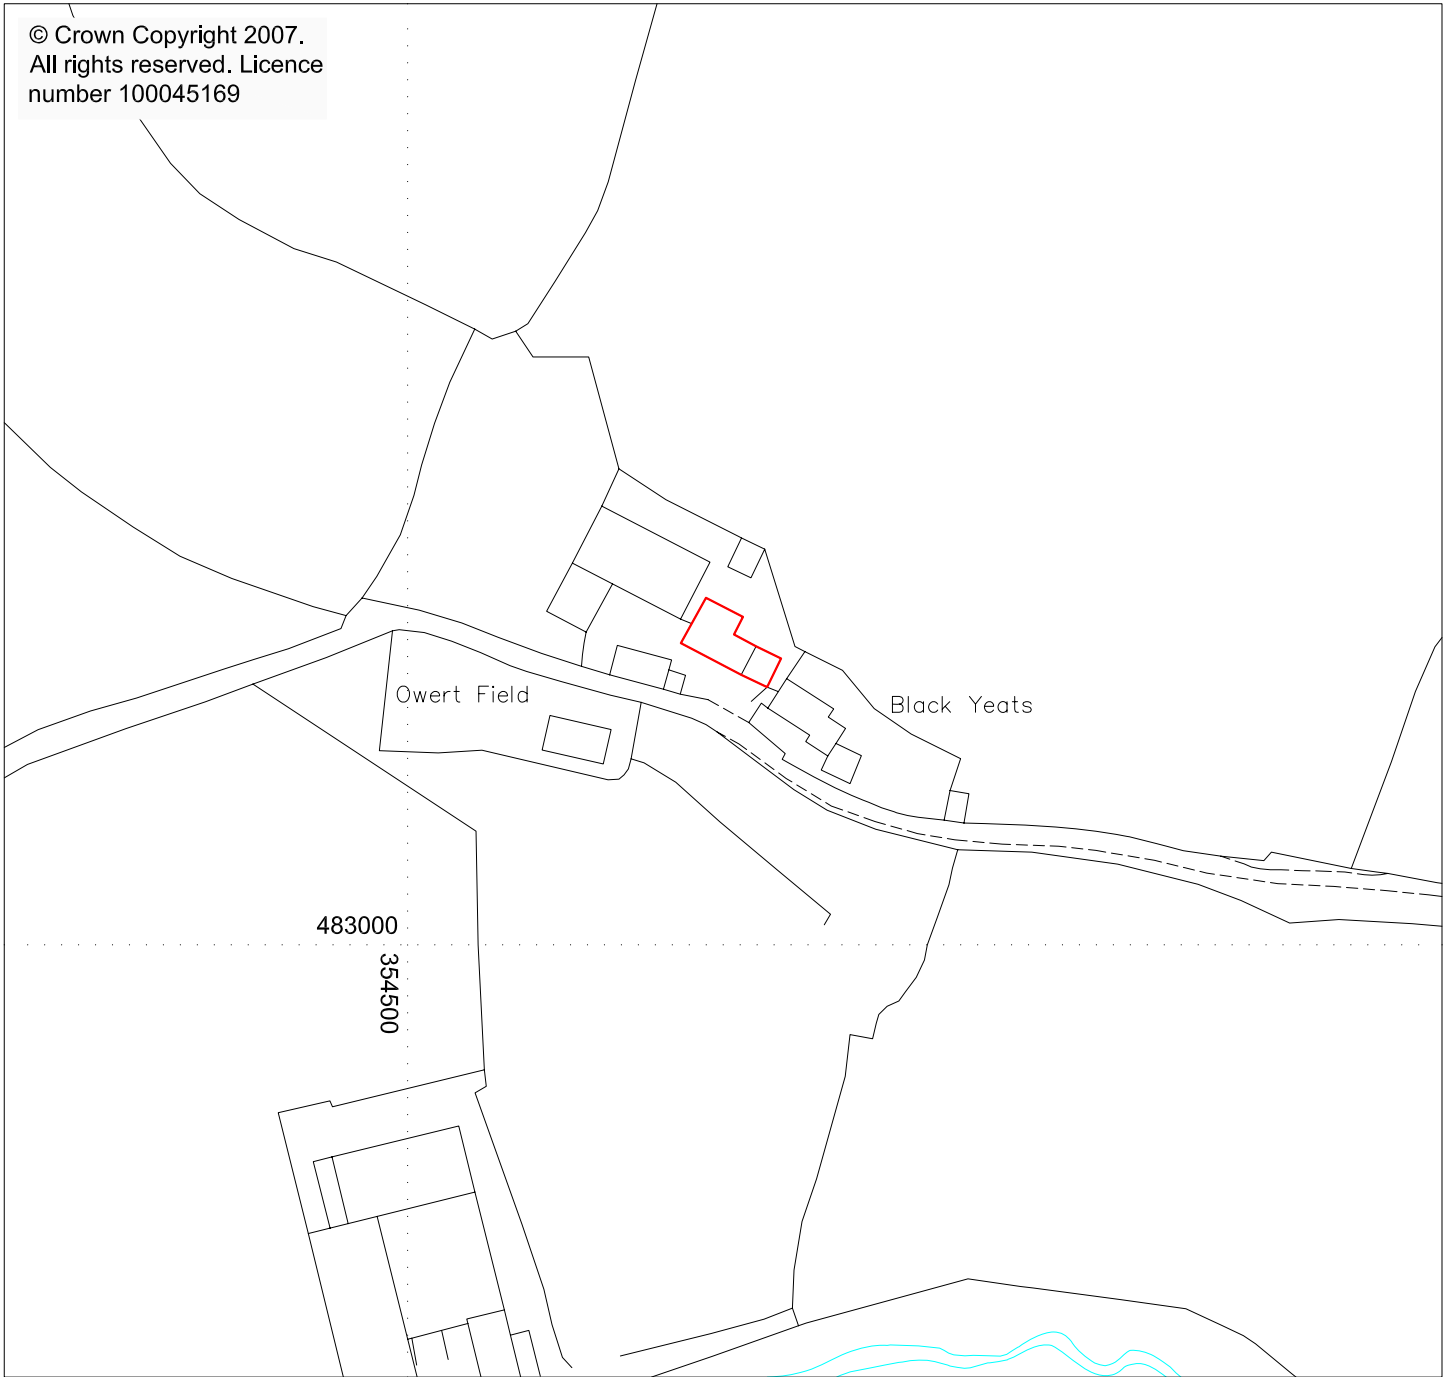 © Crown Copyright 2007.
All rights reserved. Licence
number 100045169
Owert Field
Black Yeats
483000
354500